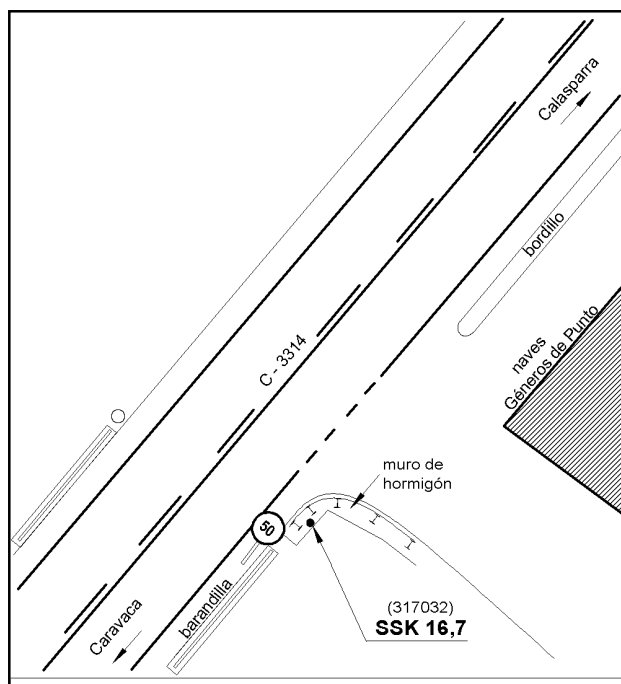 Calasparra
bordillo
naves
Géneros de Punto
C - 3314
muro de
hormigón
50
barandilla
Caravaca
(317032)
SSK 16,7